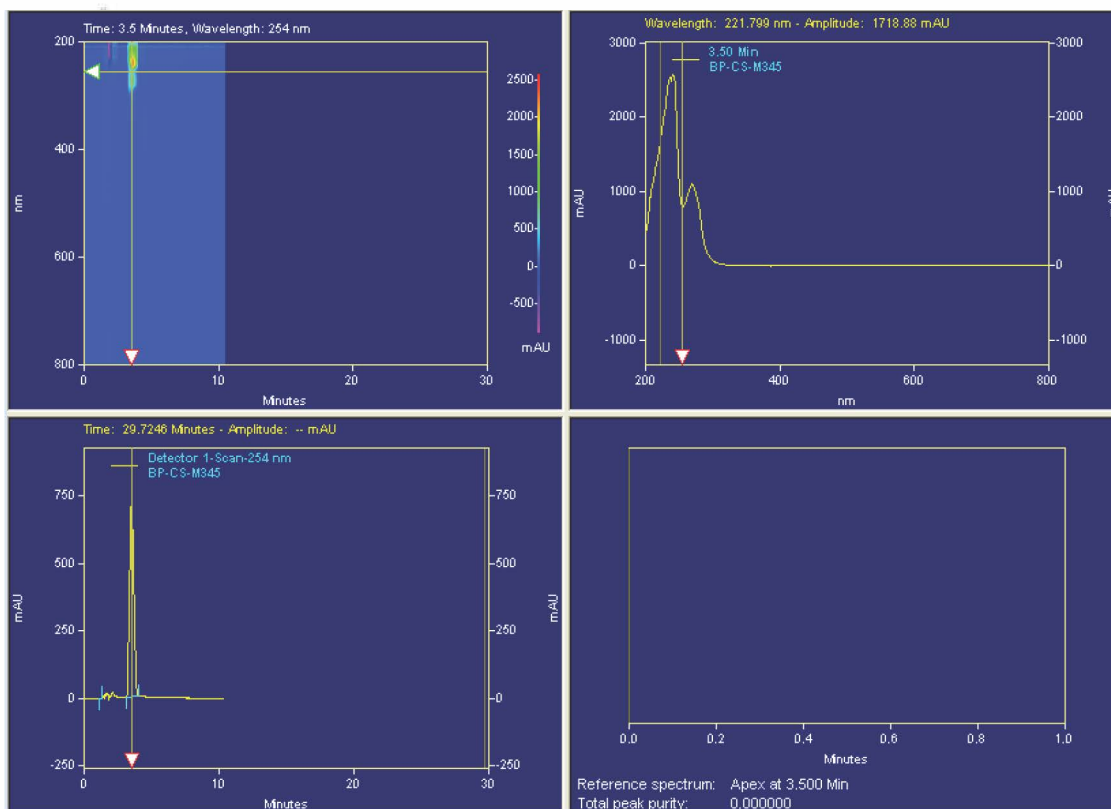 Time: 3.5 Minutes, Wavelength: 254 nm
200
400
600
800
nm
0
10
20
30
Minutes
2500
2000
1500
1000
500
0
-500
mAU
Wavelength: 221.799 nm - Amplitude: 1718.88 mAU
3.50 Min
BP-CS-M345
3000
2000
1000
0
-1000
mAU
3000
2000
1000
0
-1000
200
400
600
800
nm
Time: 29.7246 Minutes - Amplitude: -- mAU
Detector 1-Scan-254 nm
BP-CS-M345
750
500
250
0
-250
mAU
750
500
250
0
-250
mAU
0
10
20
30
Minutes
0.0
0.2
0.4
0.6
0.8
1.0
Minutes
Reference spectrum: Apex at 3.500 Min
Total peak purity: 0.000000